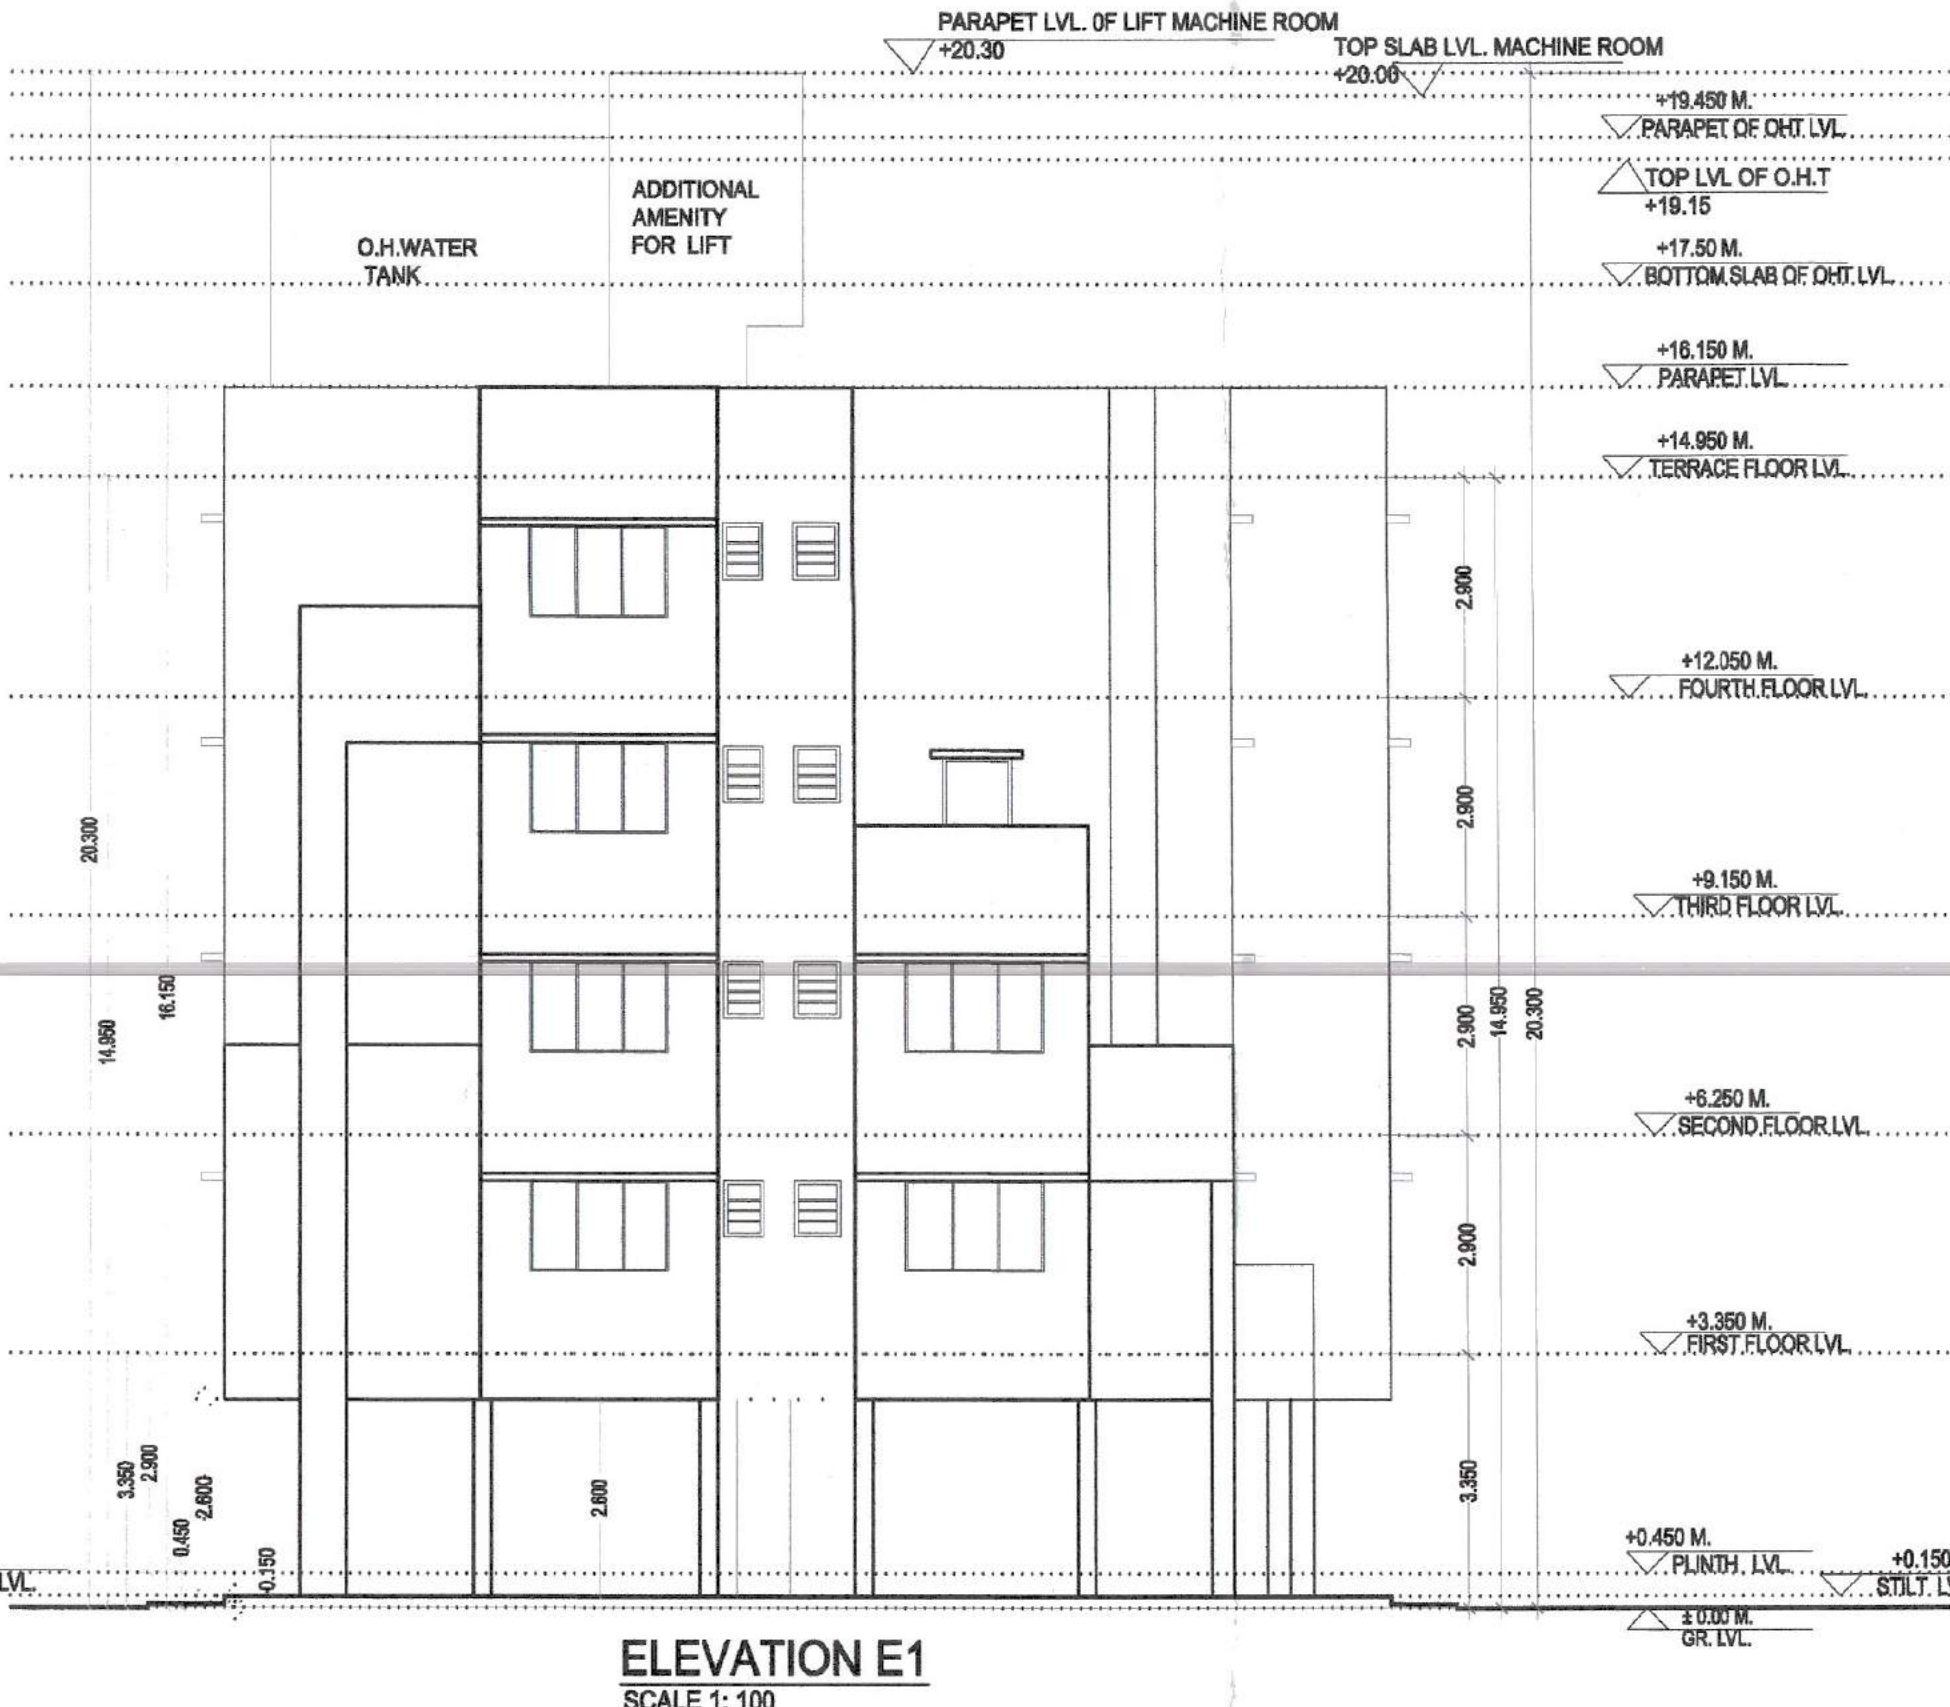 PARAPET LVL. OF LIFT MACHINE ROOM
+20.30
TOP SLAB LVL. MACHINE ROOM
+20.00
+19.450 M.
PARAPET OF OHT LVL.
TOP LVL OF O.H.T
+19.15
ADDITIONAL
AMENITY
FOR LIFT
O.H.WATER
TANK
+17.50 M.
BOTTOM SLAB OF OHT LVL.
+16.150 M.
PARAPET LVL.
+14.950 M.
TERRACE FLOOR LVL.
2.900
+12.050 M.
FOURTH FLOOR LVL.
2.900
20.300
+9.150 M.
THIRD FLOOR LVL.
14.950
16.150
2.900
14.950
20.300
+6.250 M.
SECOND FLOOR LVL.
2.900
+3.350 M.
FIRST FLOOR LVL.
3.350
2.900
0.450
2.600
0.150
2.600
3.350
+0.450 M.
PLINTH LVL.
+0.150
STILT
LVL.
± 0.00 M.
GR. LVL.
ELEVATION E1
SCALE 1: 100